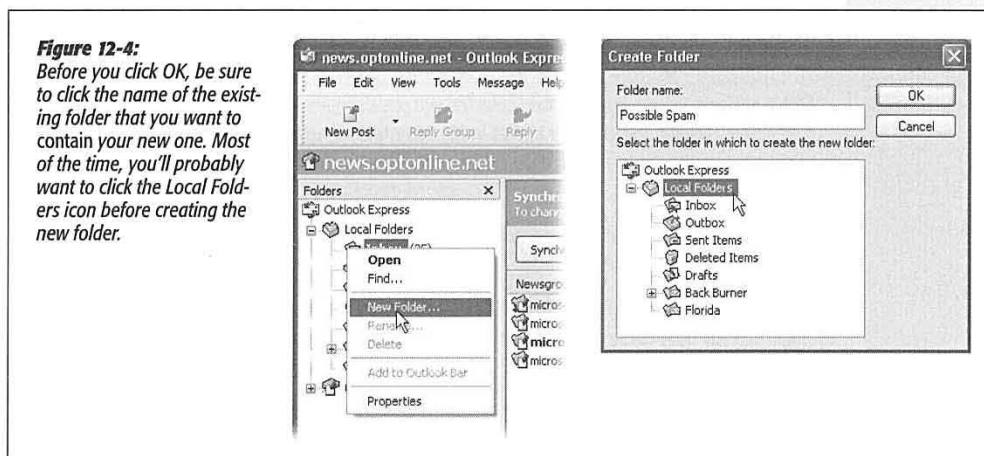 Figure 12-4:
Before you click OK, be sure
to click the name of the exist-
ing folder that you want to
contain your new one. Most
of the time, you'll probably
want to click the Local Fold-
ers icon before creating the
new folder.
news.optonline.net - Outlook Expre
File Edit View Tools Message Help
New Post Reply Group Reply
news.optonline.net
Folders x
Outlook Express
Local Folders
Open
Find...
New Folder...
Rename...
Delete
Add to Outlook Bar
Properties
Synchro
To chan
Synch
Newsgro
micros
micros
micro
micros
Create Folder
Folder name:
Possible Spam
OK
Cancel
Select the folder in which to create the new folder:
Outlook Express
Local Folders
Inbox
Outbox
Sent Items
Deleted Items
Drafts
Back Burner
Florida